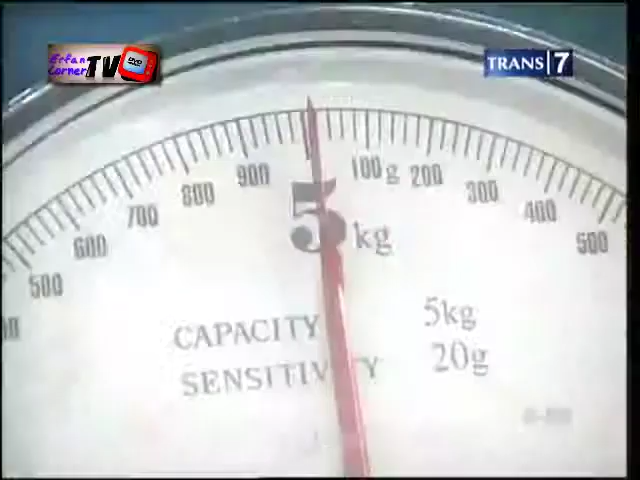 Erfan
Corner TV DVD
TRANS|7
500 600 700 800 900 100g 200 300 400 500
5 kg
CAPACITY 5kg
SENSITIVITY 20g